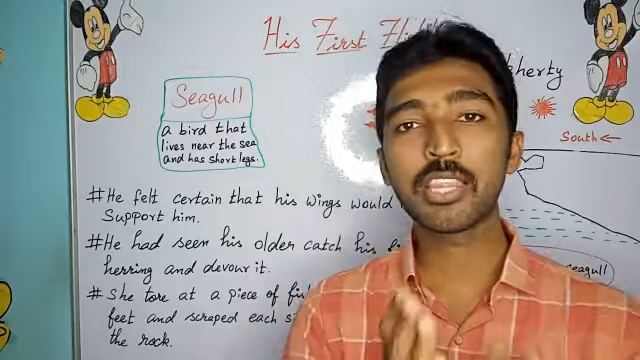 His First
herty
Seagull
a bird that
lives near the sea
and has short legs.
South ←
# He felt certain that his wings would
Support him.
# He had seen his older catch his
herring and devour it.
# She tore at a piece of
feet and scraped each
the rock.
seagull